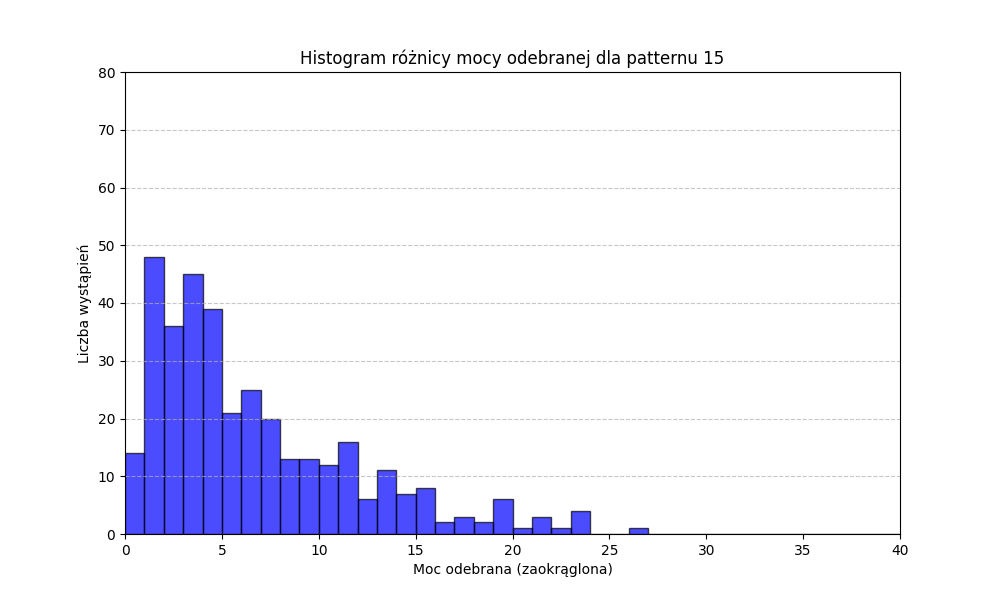 Histogram różnicy mocy odebranej dla patternu 15
80
70
60
50
40
30
20
10
0
Liczba wystąpień
0 5 10 15 20 25 30 35 40
Moc odebrana (zaokrąglona)